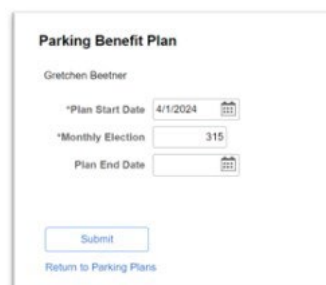 Parking Benefit Plan
Gretchen Beetner
*Plan Start Date 4/1/2024
*Monthly Election 315
Plan End Date
Submit
Return to Parking Plans